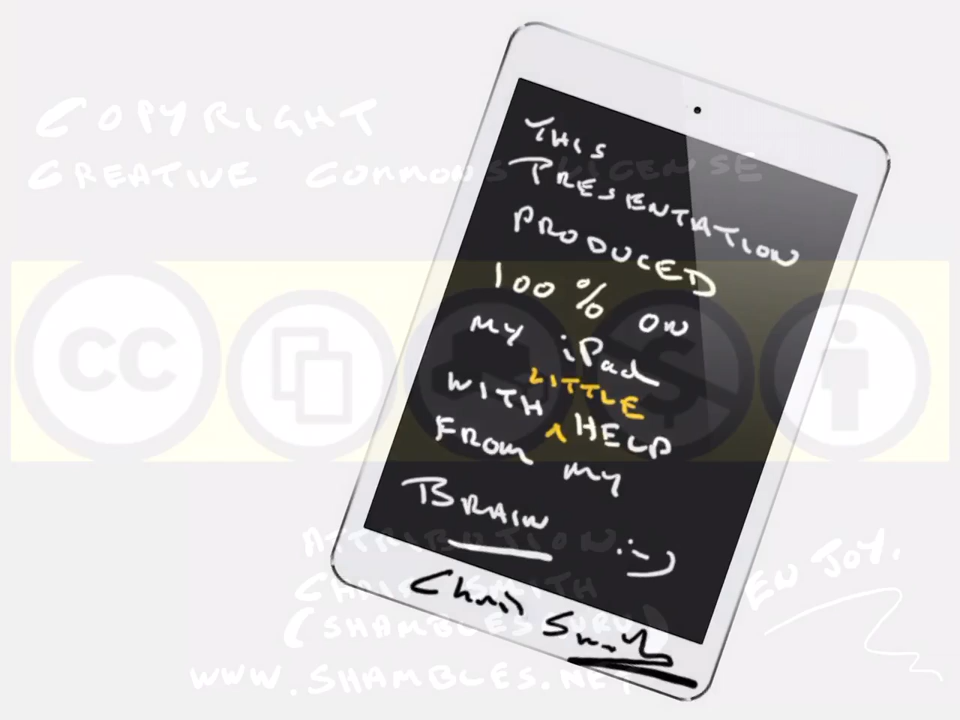 COPYRIGHT
CREATIVE COMMONS LICENSE
THIS
PRESENTATION
PRODUCED
100 % ON
MY iPad
LITTLE
WITH ^ HELP
FROM MY
BRAIN :-)
Chris Smith
CC
$
ATTRIBUTION
CHRIS SMITH
(SHAMBLESGURU)
WWW.SHAMBLES.NET
ENJOY.